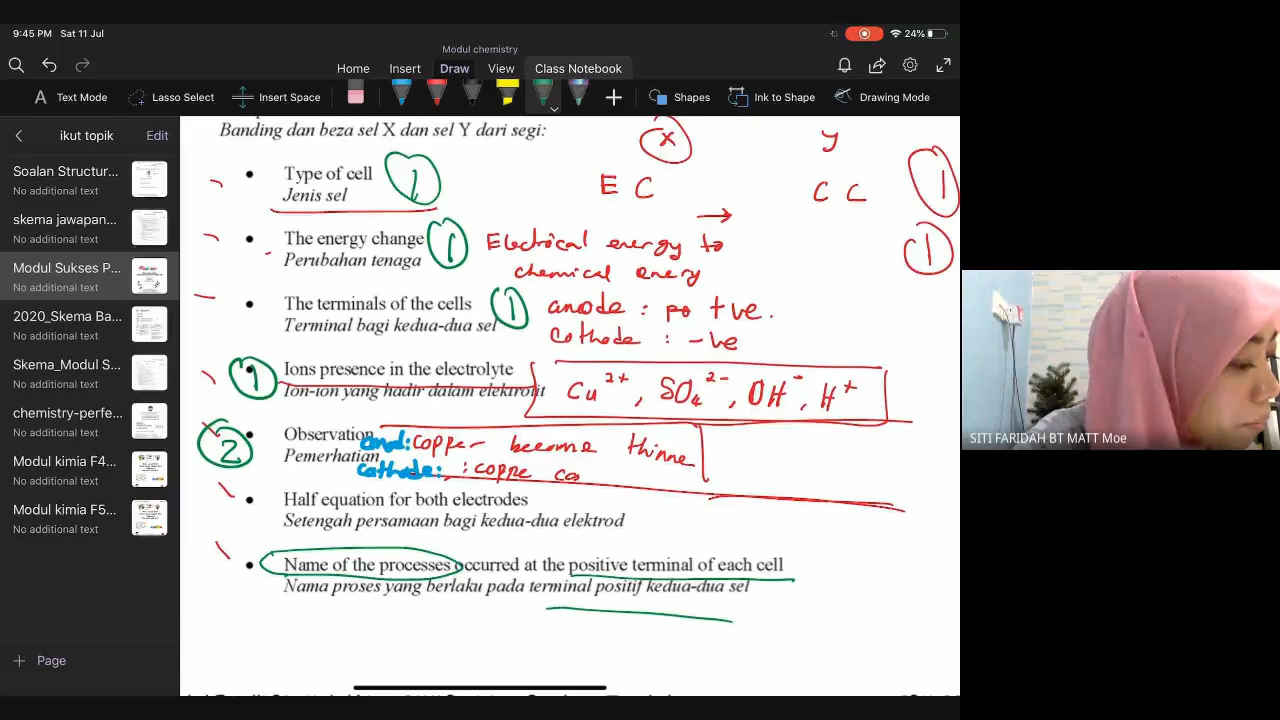 9:45 PM Sat 11 Jul
24%
Modul chemistry
Home Insert Draw View Class Notebook
Text Mode Lasso Select Insert Space Shapes Ink to Shape Drawing Mode
ikut topik Edit
Soalan Structur...
No additional text
skema jawapan...
No additional text
Modul Sukses P...
No additional text
2020_Skema Ba...
No additional text
Skema_Modul S...
No additional text
chemistry-perfe...
No additional text
Modul kimia F4...
No additional text
Modul kimia F5...
No additional text
Page
Banding dan beza sel X dan sel Y dari segi:
X Y
Type of cell 1 E C C C 1
Jenis sel
The energy change 1 Electrical energy to 1
Perubahan tenaga chemical enery
The terminals of the cells 1 anode : po +ve.
Terminal bagi kedua-dua sel cathode : -ve
1 Ions presence in the electrolyte Cu2+, SO42-, OH-, H+
Ion-ion yang hadir dalam elektrolit
2 Observation and: copper become thinne
Pemerhatian cathode: : coppe co
Half equation for both electrodes
Setengah persamaan bagi kedua-dua elektrod
Name of the processes occurred at the positive terminal of each cell
Nama proses yang berlaku pada terminal positif kedua-dua sel
SITI FARIDAH BT MATT Moe